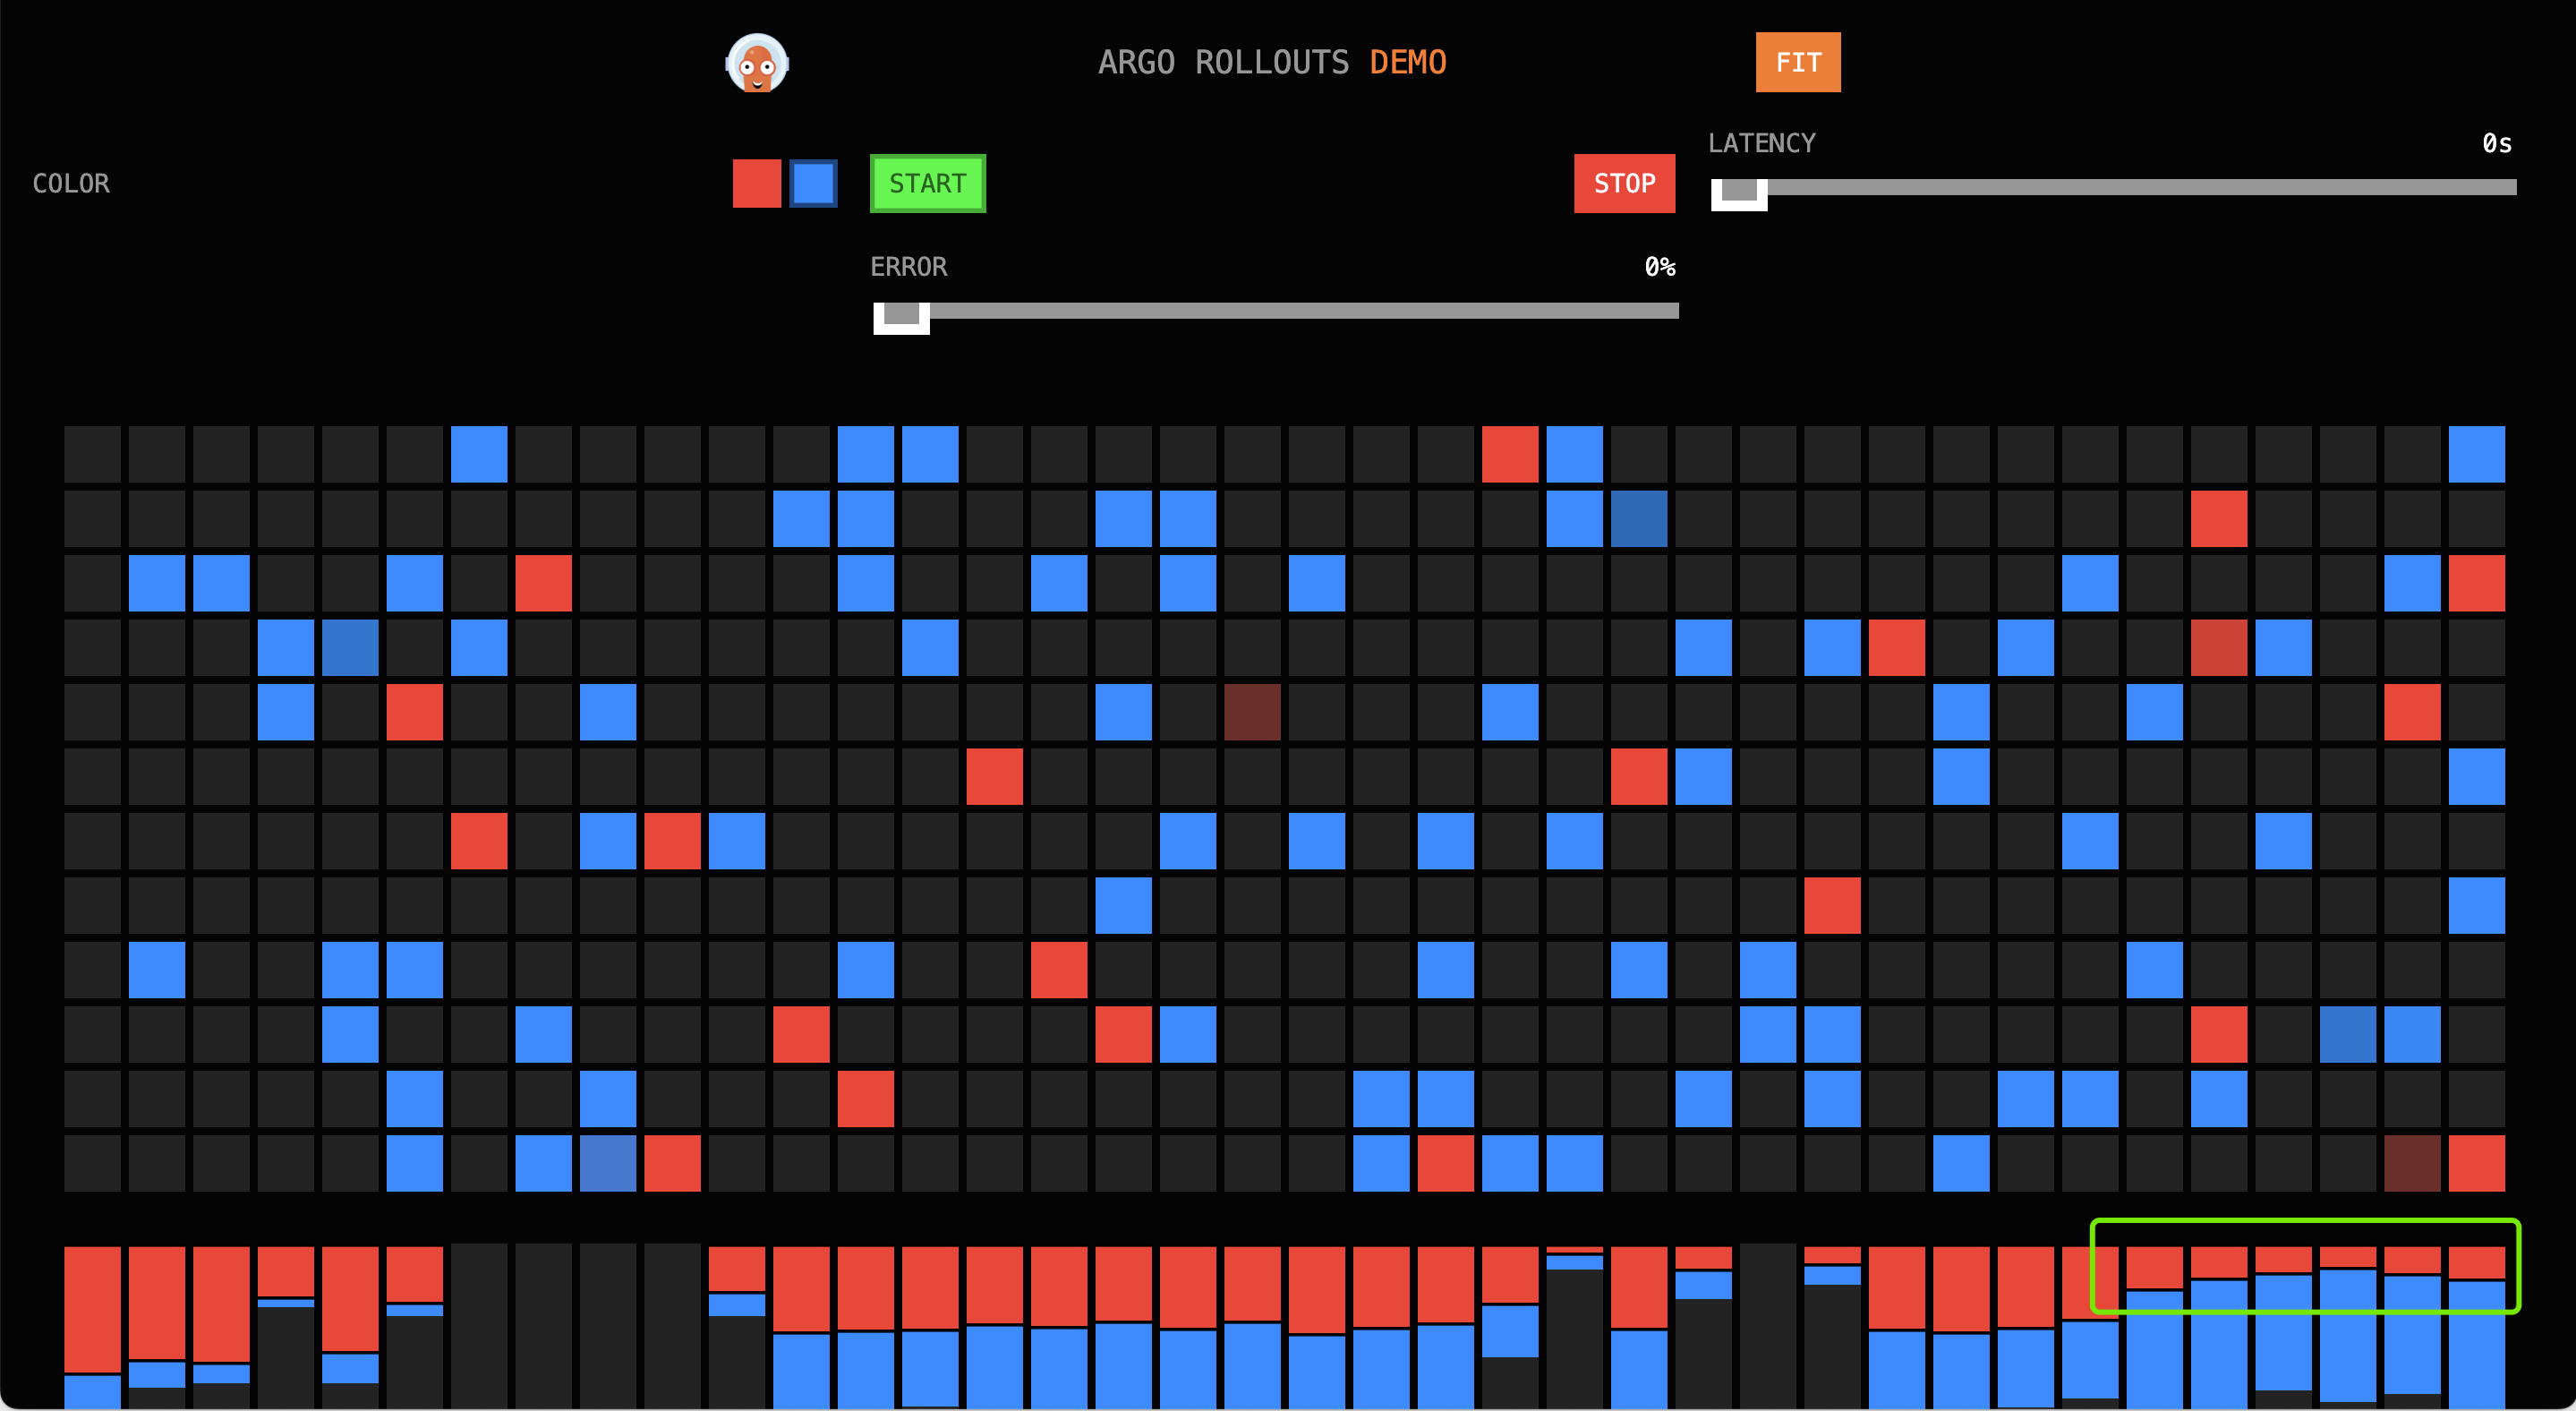 ARGO ROLLOUTS DEMO
FIT
COLOR
START
STOP
LATENCY
0s
ERROR
0%